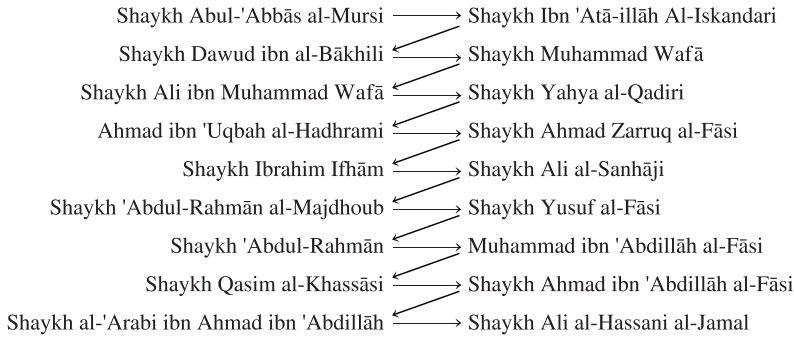 Shaykh Abul-'Abbās al-Mursi Shaykh Ibn 'Atā-illāh Al-Iskandari
Shaykh Dawud ibn al-Bākhili Shaykh Muhammad Wafā
Shaykh Ali ibn Muhammad Wafā Shaykh Yahya al-Qadiri
Ahmad ibn 'Uqbah al-Hadhrami Shaykh Ahmad Zarruq al-Fāsi
Shaykh Ibrahim Ifhām Shaykh Ali al-Sanhāji
Shaykh 'Abdul-Rahmān al-Majdhoub Shaykh Yusuf al-Fāsi
Shaykh 'Abdul-Rahmān Muhammad ibn 'Abdillāh al-Fāsi
Shaykh Qasim al-Khassāsi Shaykh Ahmad ibn 'Abdillāh al-Fāsi
Shaykh al-'Arabi ibn Ahmad ibn 'Abdillāh Shaykh Ali al-Hassani al-Jamal